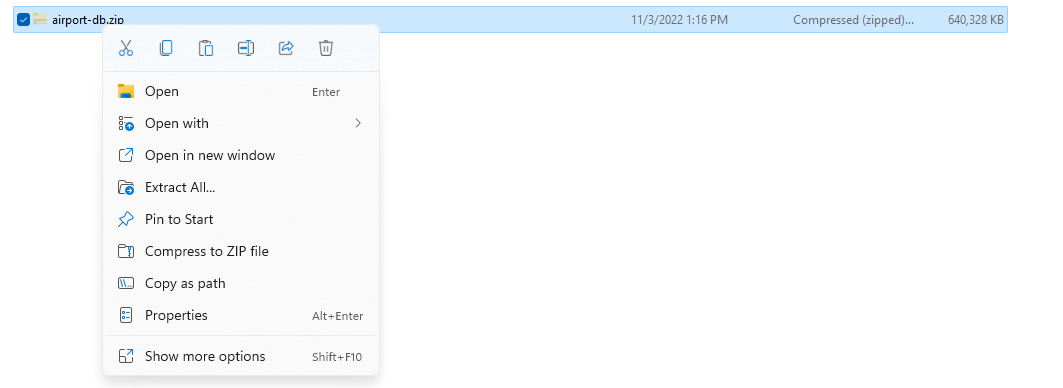 airport-db.zip 11/3/2022 1:16 PM Compressed (zipped)... 640,328 KB
Open Enter
Open with
Open in new window
Extract All...
Pin to Start
Compress to ZIP file
Copy as path
Properties Alt+Enter
Show more options Shift+F10